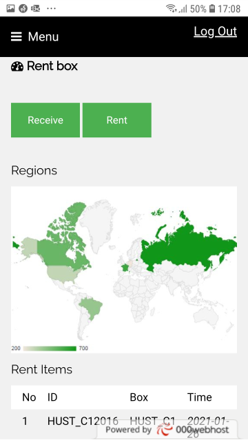 50% 17:08
Menu
Log Out
Rent box
Receive Rent
Regions
200 700
Rent Items
No ID Box Time
1 HUST_C12016 HUST_C1 2021-01-
20
Powered by 000webhost